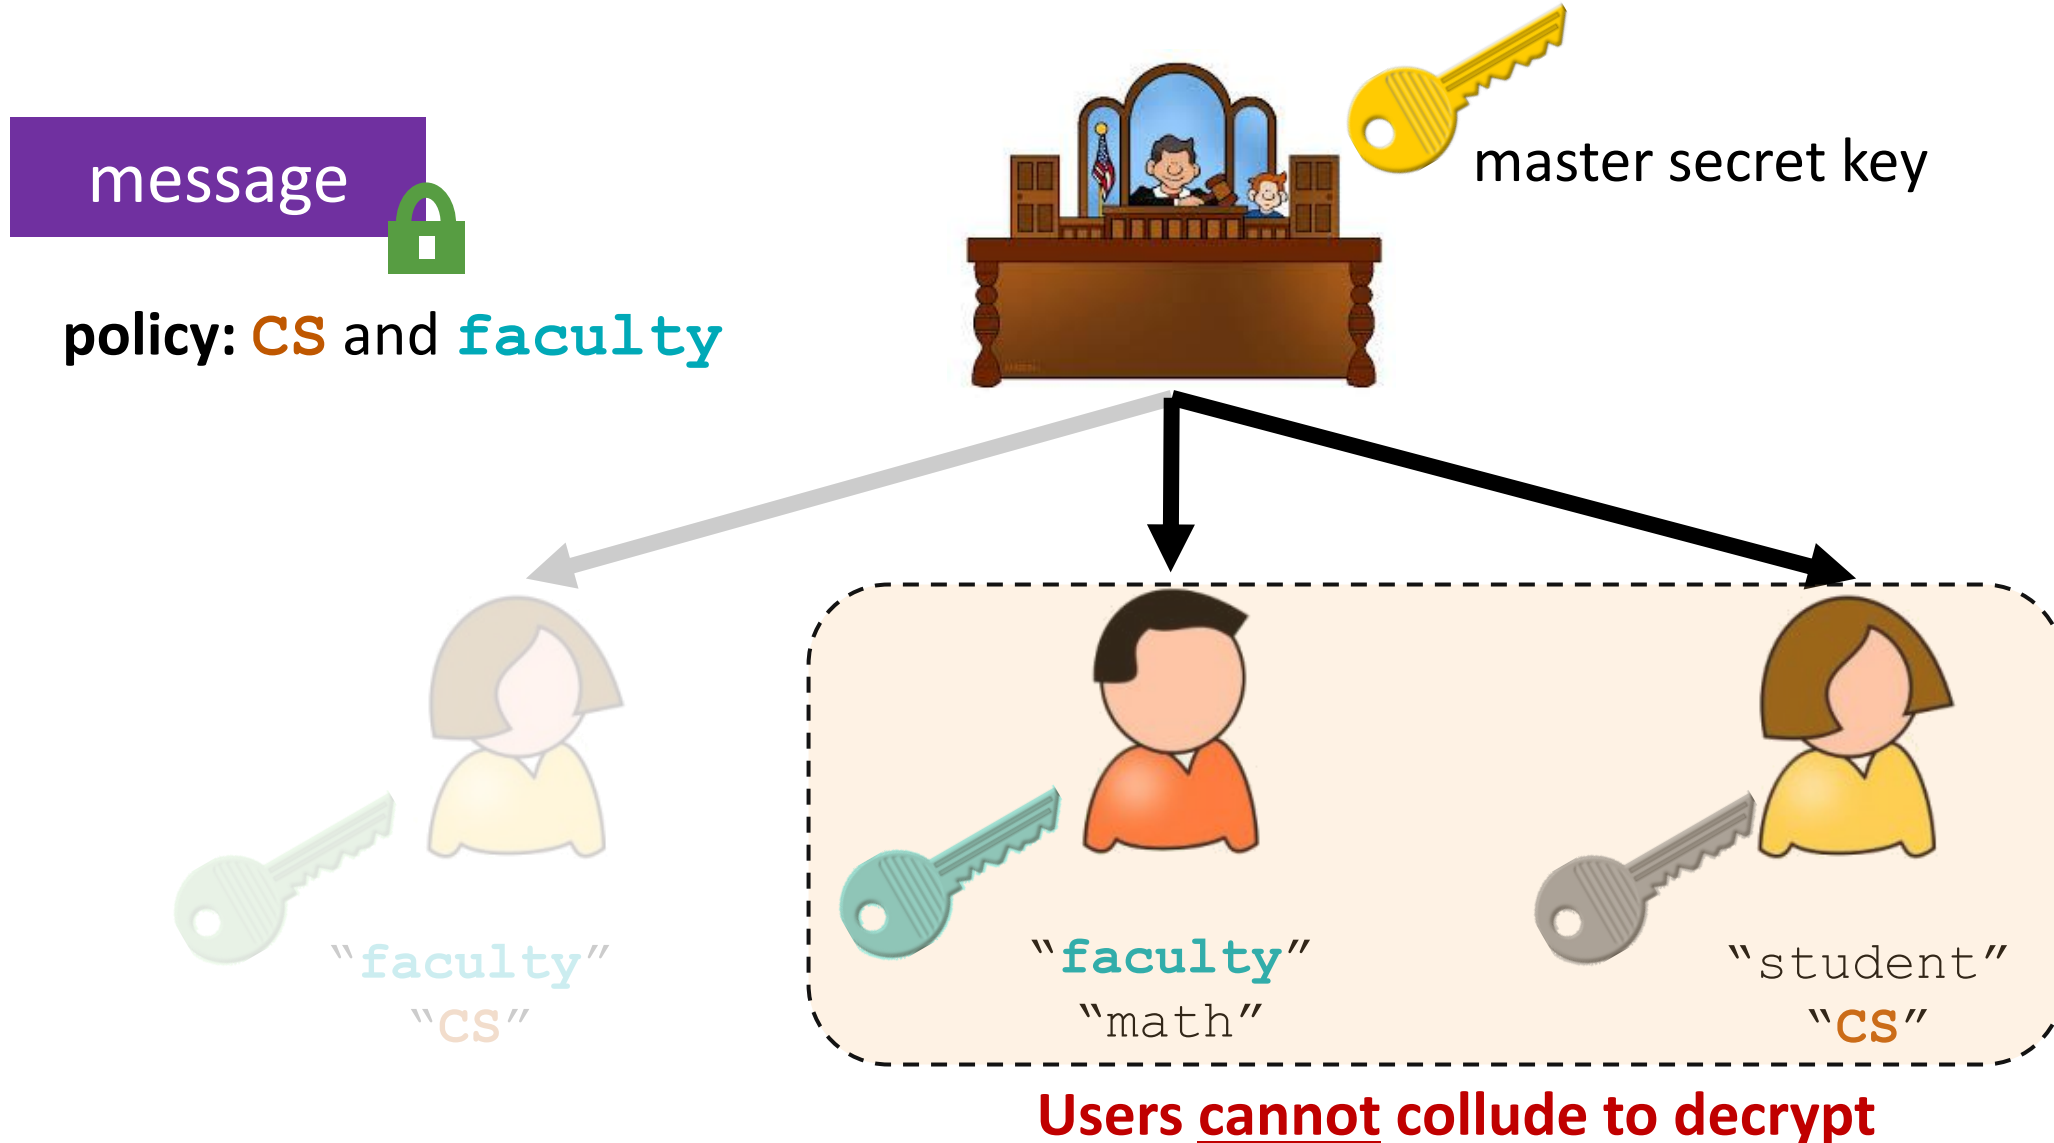 message
master secret key
policy: CS and faculty
“faculty”
“CS”
“faculty”
“math”
“student”
“CS”
Users cannot collude to decrypt